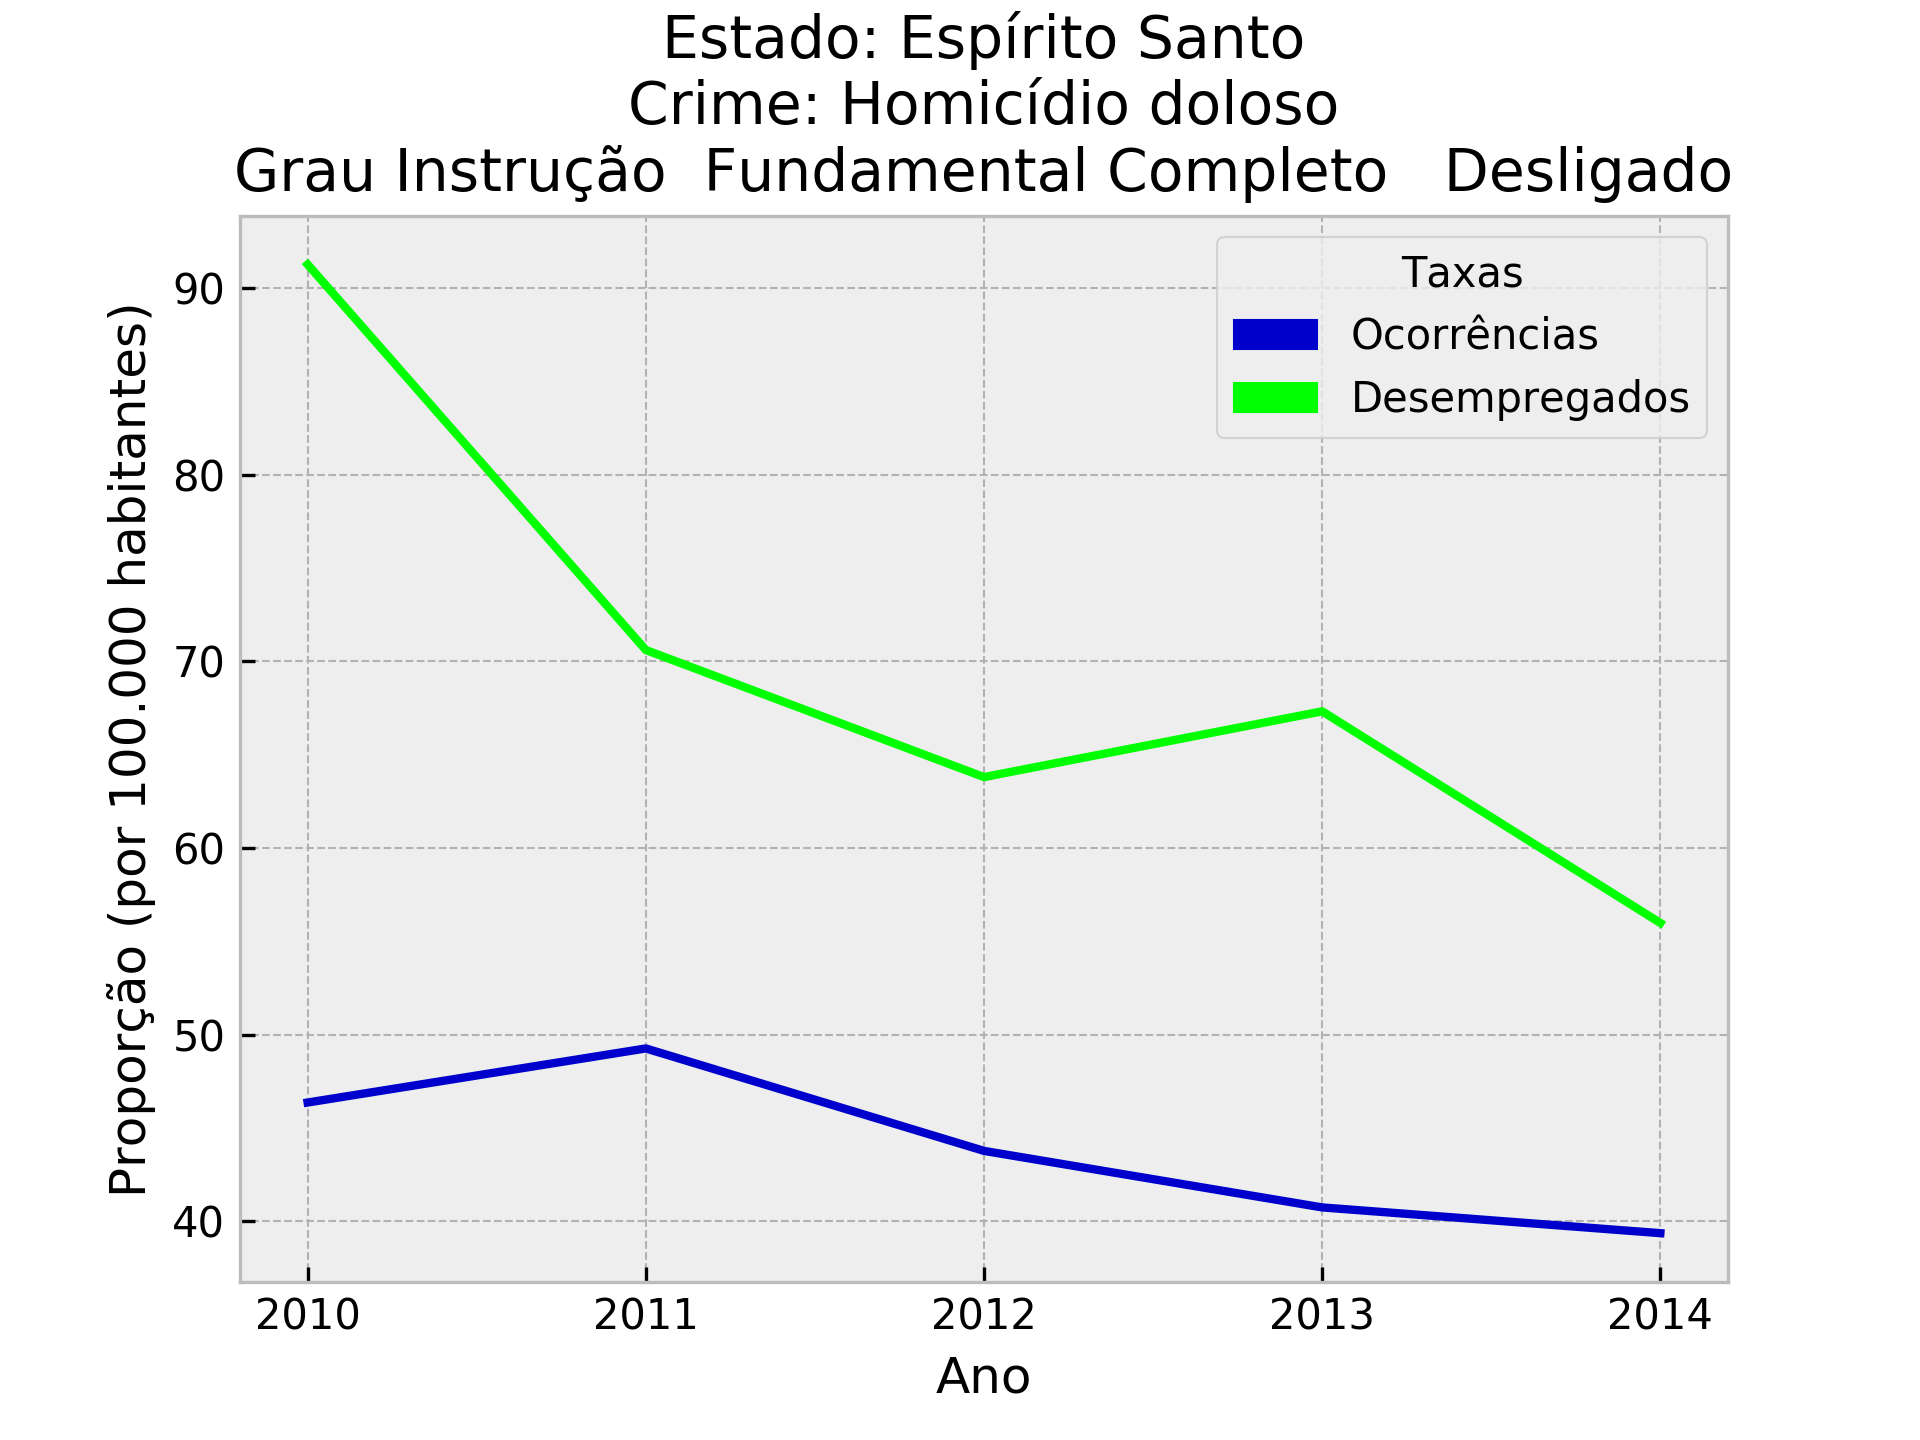 Estado: Espírito Santo
Crime: Homicídio doloso
Grau Instrução  Fundamental Completo   Desligado
Taxas
Ocorrências
Desempregados
Proporção (por 100.000 habitantes)
90
80
70
60
50
40
2010 2011 2012 2013 2014
Ano